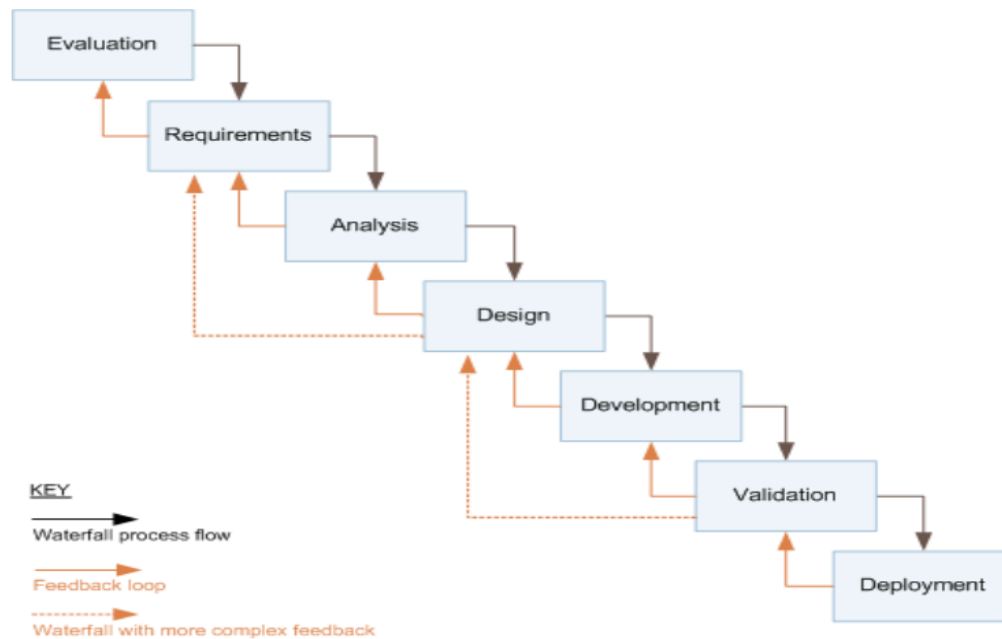 Evaluation
Requirements
Analysis
Design
Development
Validation
Deployment
KEY
Waterfall process flow
Feedback loop
Waterfall with more complex feedback